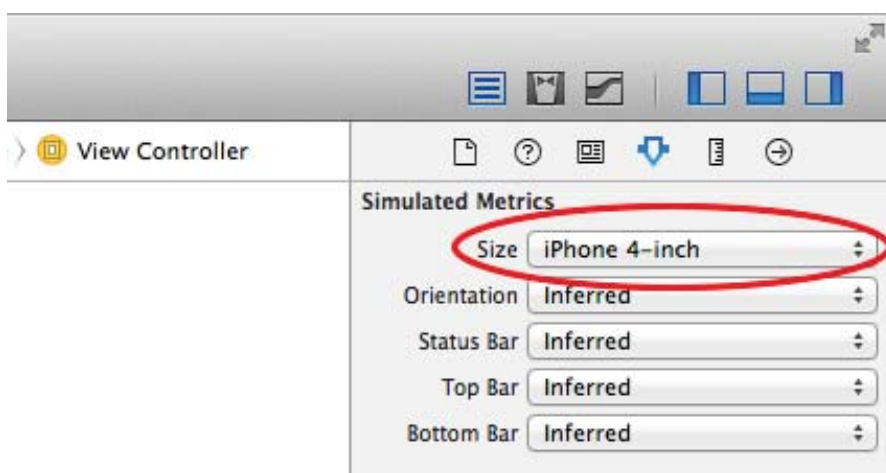 View Controller
Simulated Metrics
Size iPhone 4-inch
Orientation Inferred
Status Bar Inferred
Top Bar Inferred
Bottom Bar Inferred